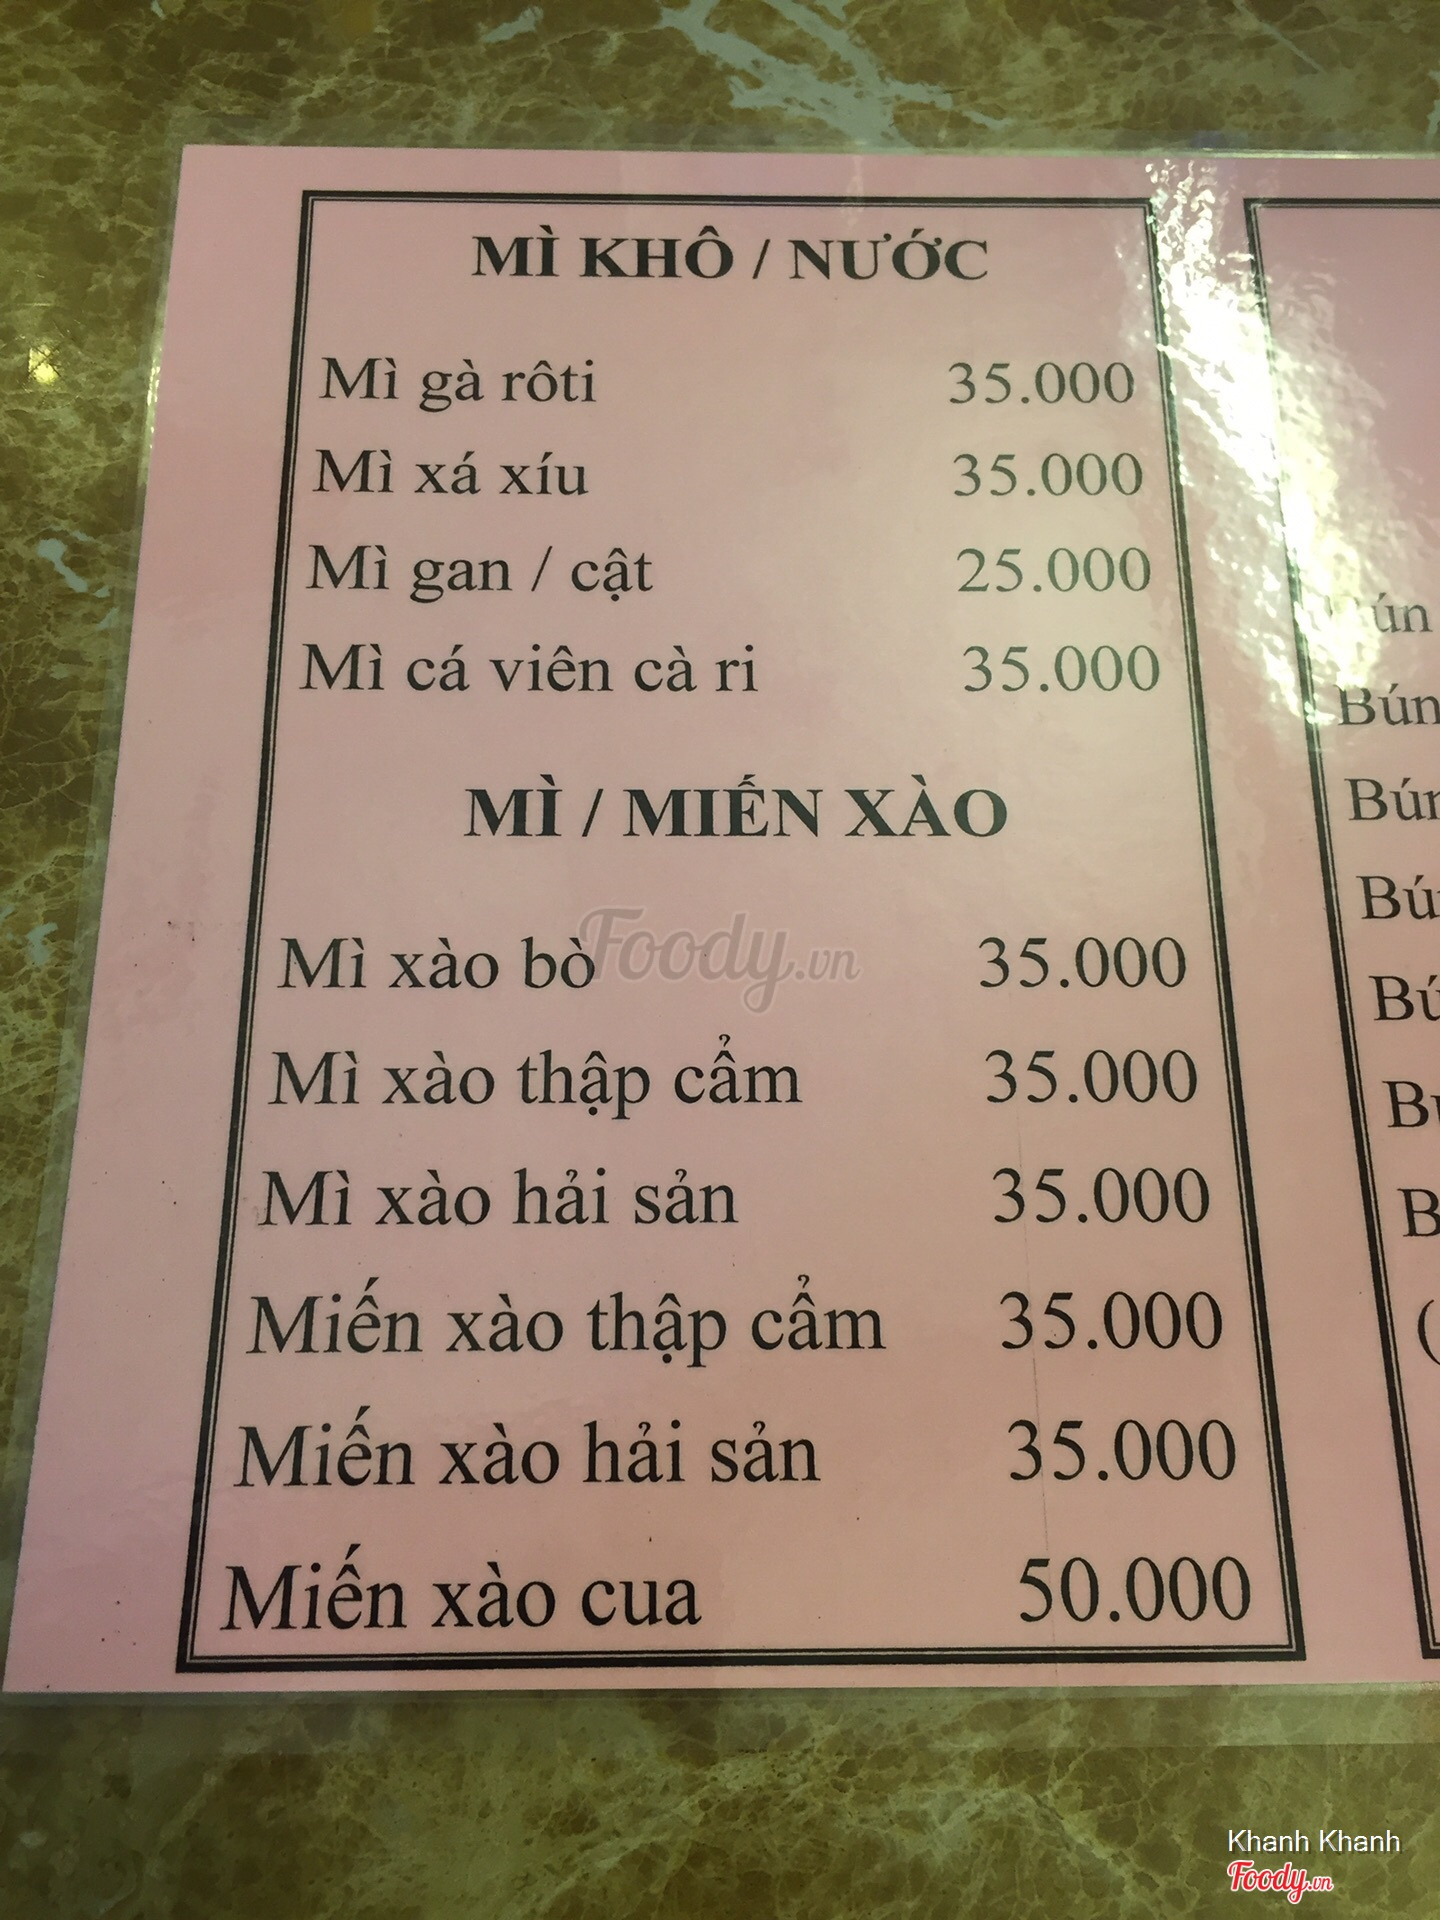 MÌ KHÔ / NƯỚC
Mì gà rôti 35.000
Mì xá xíu 35.000
Mì gan / cật 25.000
Mì cá viên cà ri 35.000
MÌ / MIẾN XÀO
Mì xào bò 35.000
Mì xào thập cẩm 35.000
Mì xào hải sản 35.000
Miến xào thập cẩm 35.000
Miến xào hải sản 35.000
Miến xào cua 50.000
Bún
Foody.vn
Khanh Khanh
Foody.vn